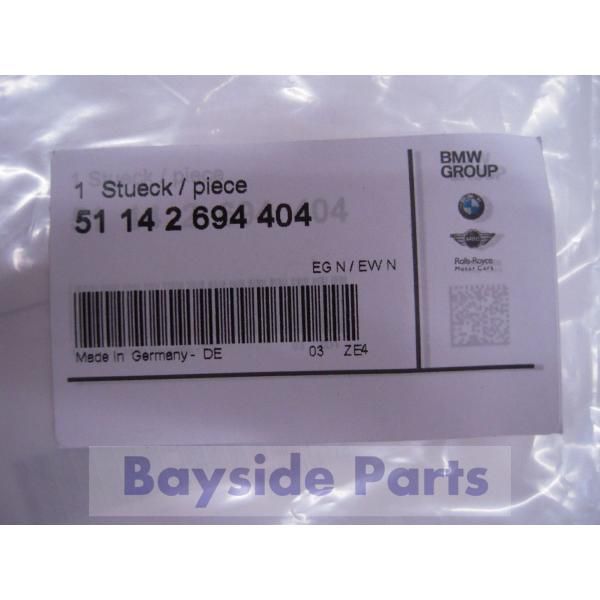 1 Stueck / piece
51 14 2 694 404
EG N / EW N
Made in Germany - DE 03 ZE4
BMW
GROUP
Rolls-Royce
Motor Cars
Bayside Parts